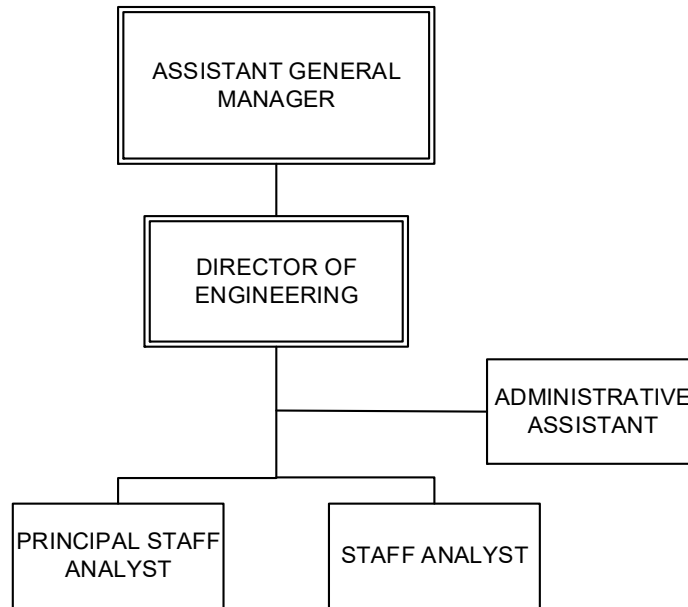 ASSISTANT GENERAL
MANAGER
DIRECTOR OF
ENGINEERING
ADMINISTRATIVE
ASSISTANT
PRINCIPAL STAFF
ANALYST
STAFF ANALYST